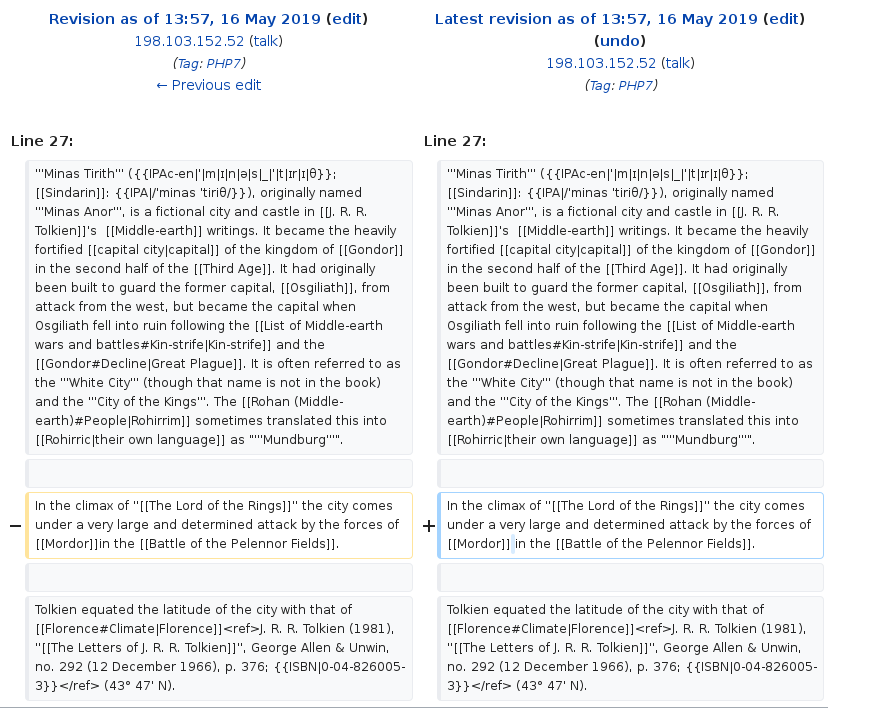 Revision as of 13:57, 16 May 2019 (edit)
198.103.152.52 (talk)
(Tag: PHP7)
← Previous edit
Latest revision as of 13:57, 16 May 2019 (edit)
(undo)
198.103.152.52 (talk)
(Tag: PHP7)
Line 27:
Line 27:
'''Minas Tirith''' ({{IPAc-en|'|m|ɪ|n|ə|s|_|'|t|ɪr|ɪ|θ}};
[[Sindarin]]: {{IPA|/'minas 'tiriθ/}}), originally named
'''Minas Anor''', is a fictional city and castle in [[J. R. R.
Tolkien]]'s  [[Middle-earth]] writings. It became the heavily
fortified [[capital city|capital]] of the kingdom of [[Gondor]]
in the second half of the [[Third Age]]. It had originally
been built to guard the former capital, [[Osgiliath]], from
attack from the west, but became the capital when
Osgiliath fell into ruin following the [[List of Middle-earth
wars and battles#Kin-strife|Kin-strife]] and the
[[Gondor#Decline|Great Plague]]. It is often referred to as
the '''White City''' (though that name is not in the book)
and the '''City of the Kings'''. The [[Rohan (Middle-
earth)#People|Rohirrim]] sometimes translated this into
[[Rohirric|their own language]] as "'''Mundburg'''".
'''Minas Tirith''' ({{IPAc-en|'|m|ɪ|n|ə|s|_|'|t|ɪr|ɪ|θ}};
[[Sindarin]]: {{IPA|/'minas 'tiriθ/}}), originally named
'''Minas Anor''', is a fictional city and castle in [[J. R. R.
Tolkien]]'s  [[Middle-earth]] writings. It became the heavily
fortified [[capital city|capital]] of the kingdom of [[Gondor]]
in the second half of the [[Third Age]]. It had originally
been built to guard the former capital, [[Osgiliath]], from
attack from the west, but became the capital when
Osgiliath fell into ruin following the [[List of Middle-earth
wars and battles#Kin-strife|Kin-strife]] and the
[[Gondor#Decline|Great Plague]]. It is often referred to as
the '''White City''' (though that name is not in the book)
and the '''City of the Kings'''. The [[Rohan (Middle-
earth)#People|Rohirrim]] sometimes translated this into
[[Rohirric|their own language]] as "'''Mundburg'''".
−
In the climax of ''[[The Lord of the Rings]]'' the city comes
under a very large and determined attack by the forces of
[[Mordor]]in the [[Battle of the Pelennor Fields]].
+
In the climax of ''[[The Lord of the Rings]]'' the city comes
under a very large and determined attack by the forces of
[[Mordor]] in the [[Battle of the Pelennor Fields]].
Tolkien equated the latitude of the city with that of
[[Florence#Climate|Florence]]<ref>J. R. R. Tolkien (1981),
''[[The Letters of J. R. R. Tolkien]]'', George Allen & Unwin,
no. 292 (12 December 1966), p. 376; {{ISBN|0-04-826005-
3}}</ref> (43° 47' N).
Tolkien equated the latitude of the city with that of
[[Florence#Climate|Florence]]<ref>J. R. R. Tolkien (1981),
''[[The Letters of J. R. R. Tolkien]]'', George Allen & Unwin,
no. 292 (12 December 1966), p. 376; {{ISBN|0-04-826005-
3}}</ref> (43° 47' N).